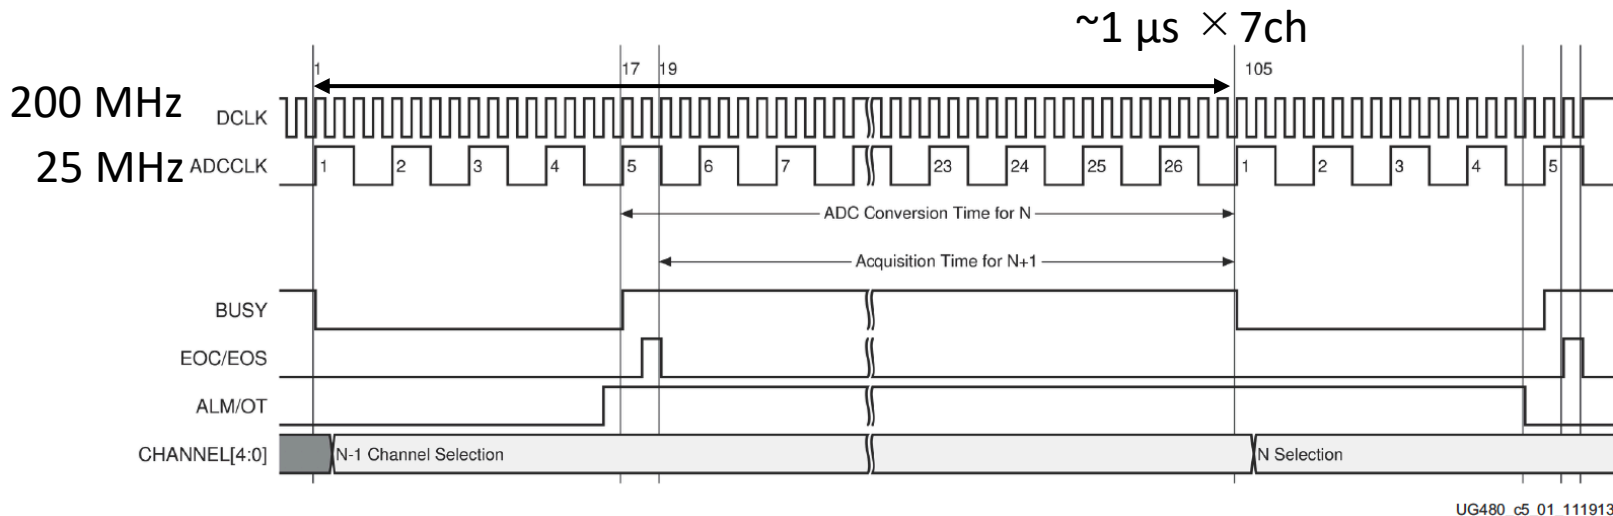 ~1 µs ×7ch
1 17 19 105
200 MHz DCLK
25 MHz ADCCLK 1 2 3 4 5 6 7 23 24 25 26 1 2 3 4 5
ADC Conversion Time for N
Acquisition Time for N+1
BUSY
EOC/EOS
ALM/OT
CHANNEL[4:0] N-1 Channel Selection N Selection
UG480_c5_01_111913